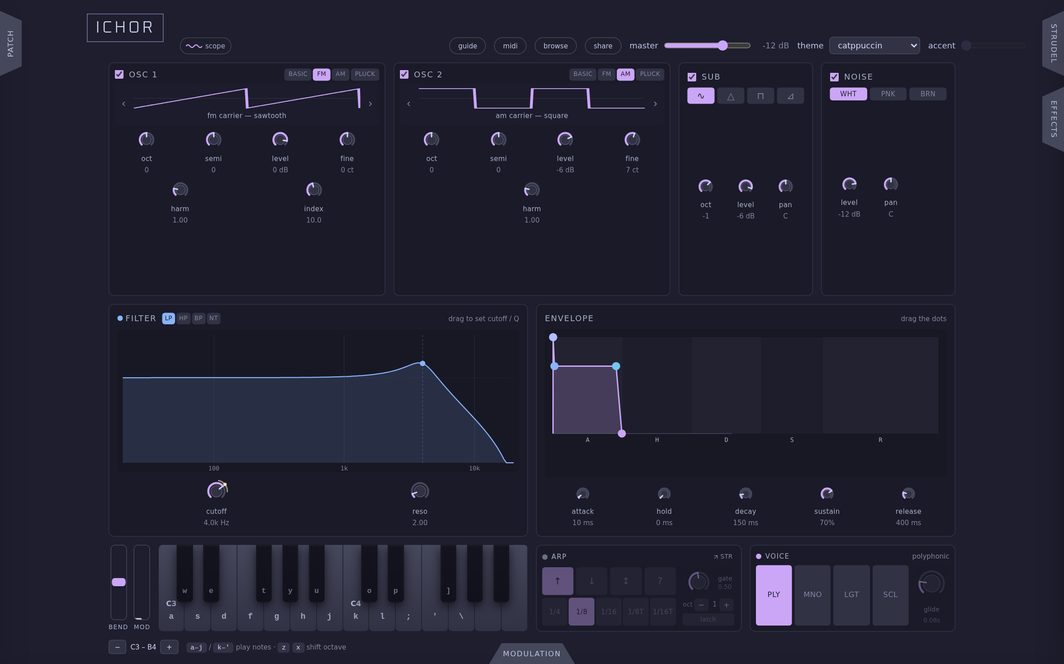 ICHOR
scope
guide midi browse share master -12 dB theme catppuccin accent
PATCH
STRUDEL
EFFECTS
OSC 1 BASIC FM AM PLUCK
fm carrier — sawtooth
oct semi level fine
0 0 0 dB 0 ct
harm index
1.00 10.0
OSC 2 BASIC FM AM PLUCK
am carrier — square
oct semi level fine
0 0 -6 dB 7 ct
harm
1.00
SUB
oct level pan
-1 -6 dB C
NOISE
WHT PNK BRN
level pan
-12 dB C
FILTER LP HP BP NT drag to set cutoff / Q
100 1k 10k
cutoff reso
4.0k Hz 2.00
ENVELOPE drag the dots
A H D S R
attack hold decay sustain release
10 ms 0 ms 150 ms 70% 400 ms
BEND MOD
w e t y u o p ]
C3 C4
a s d f g h j k l ; ' \
− C3 – B4 + a–j / k–' play notes · z x shift octave
ARP ↗ STR
↑ ↓ ↕ ?
gate
0.50
1/4 1/8 1/16 1/8T 1/16T
oct − 1 +
latch
VOICE polyphonic
PLY MNO LGT SCL
glide
0.00s
MODULATION